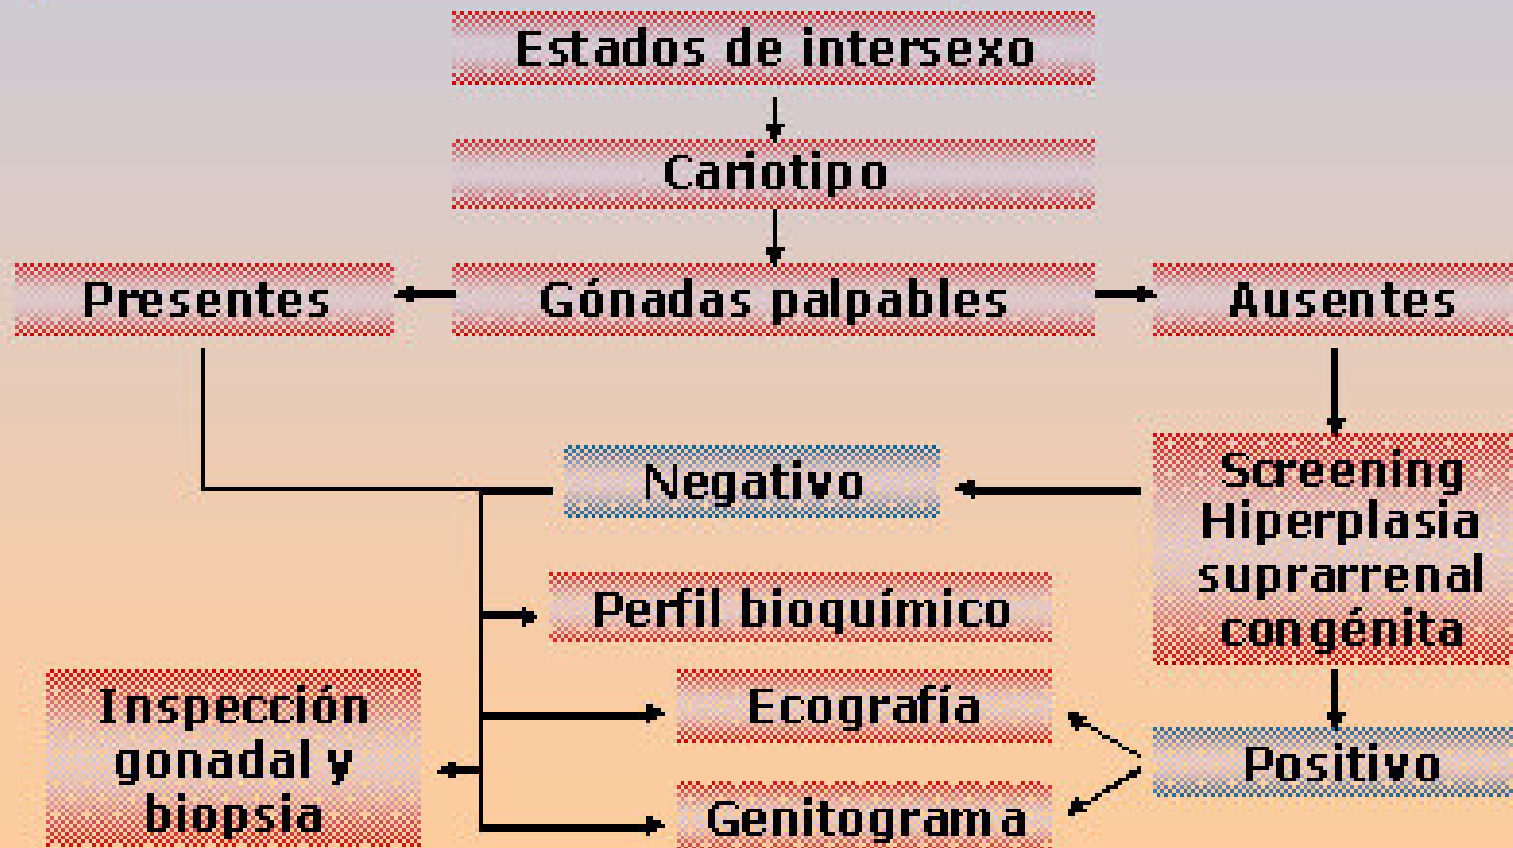 Estados de intersexo
Cariotipo
Presentes
Gónadas palpables
Ausentes
Negativo
Screening
Hiperplasia
suprarrenal
congénita
Perfil bioquímico
Inspección
gonadal y
biopsia
Ecografía
Positivo
Genitograma